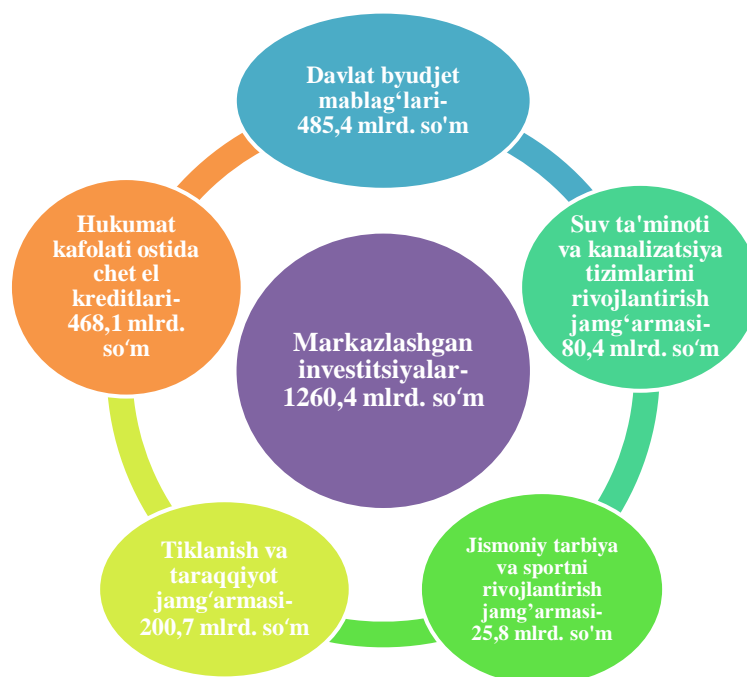 Davlat byudjet
mablag‘lari-
485,4 mlrd. so'm
Suv ta'minoti
va kanalizatsiya
tizimlarini
rivojlantirish
jamg‘armasi-
80,4 mlrd. so‘m
Jismoniy tarbiya
va sportni
rivojlantirish
jamg’armasi-
25,8 mlrd. so'm
Tiklanish va
taraqqiyot
jamg‘armasi-
200,7 mlrd. so‘m
Hukumat
kafolati ostida
chet el
kreditlari-
468,1 mlrd.
so‘m
Markazlashgan
investitsiyalar-
1260,4 mlrd. so‘m